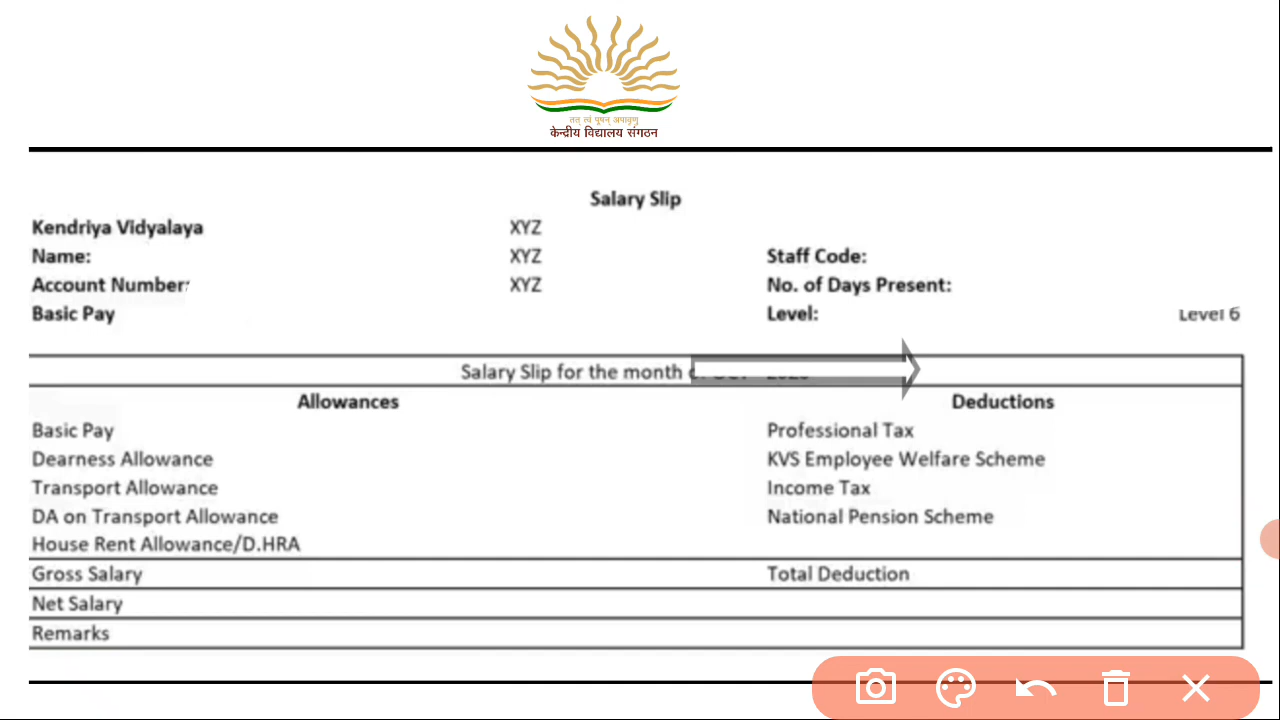 तत् त्वं पूषन् अपावृणु
केन्द्रीय विद्यालय संगठन
Salary Slip
Kendriya Vidyalaya XYZ
Name: XYZ Staff Code:
Account Number: XYZ No. of Days Present:
Basic Pay Level: Level 6
Salary Slip for the month
Allowances Deductions
Basic Pay Professional Tax
Dearness Allowance KVS Employee Welfare Scheme
Transport Allowance Income Tax
DA on Transport Allowance National Pension Scheme
House Rent Allowance/D.HRA
Gross Salary Total Deduction
Net Salary
Remarks